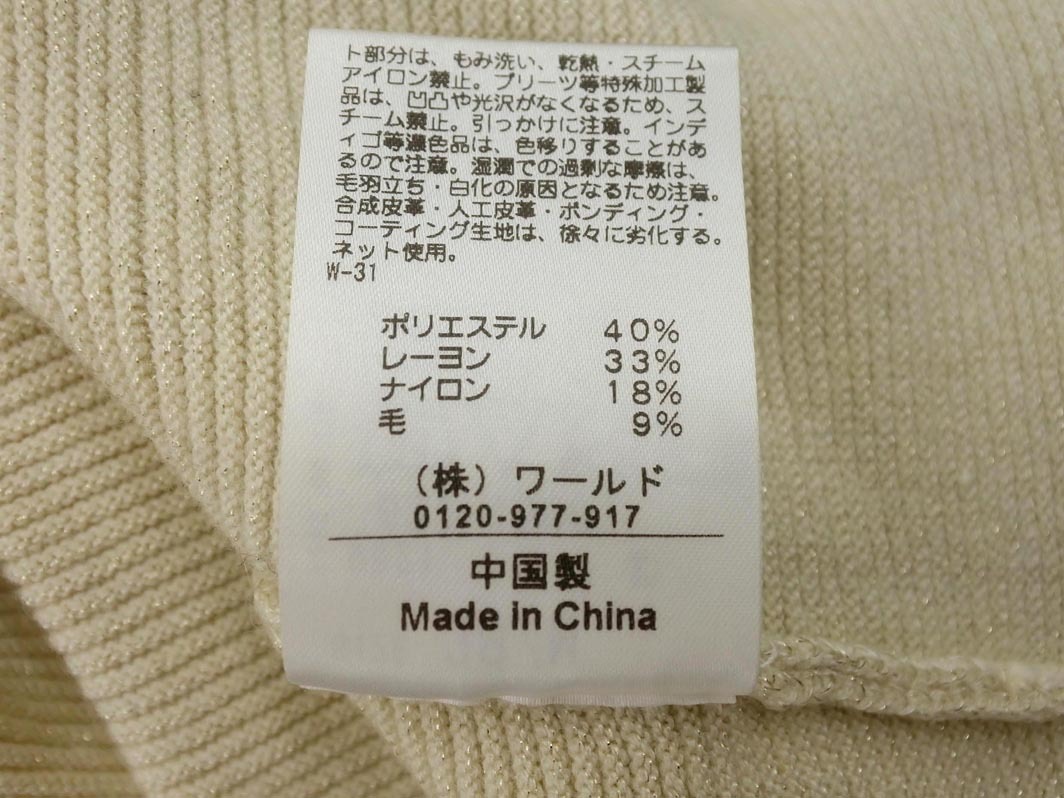 ト部分は、もみ洗い、乾熱・スチーム
アイロン禁止。プリーツ等特殊加工製
品は、凹凸や光沢がなくなるため、ス
チーム禁止。引っかけに注意。インデ
ィゴ等濃色品は、色移りすることがあ
るので注意。湿潤での過剰な摩擦は、
毛羽立ち・白化の原因となるため注意。
合成皮革・人工皮革・ボンディング・
コーティング生地は、徐々に劣化する。
ネット使用。
W-31
ポリエステル 40%
レーヨン 33%
ナイロン 18%
毛 9%
（株）ワールド
0120-977-917
中国製
Made in China